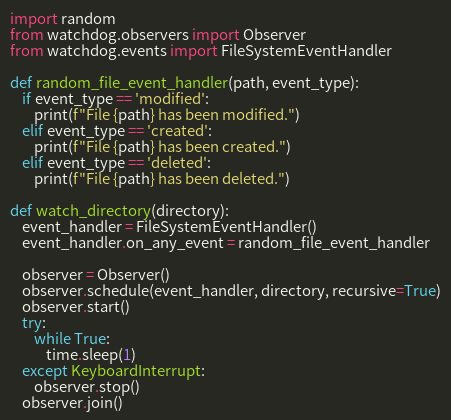 import random
from watchdog.observers import Observer
from watchdog.events import FileSystemEventHandler

def random_file_event_handler(path, event_type):
    if event_type == 'modified':
        print(f"File {path} has been modified.")
    elif event_type == 'created':
        print(f"File {path} has been created.")
    elif event_type == 'deleted':
        print(f"File {path} has been deleted.")

def watch_directory(directory):
    event_handler = FileSystemEventHandler()
    event_handler.on_any_event = random_file_event_handler

    observer = Observer()
    observer.schedule(event_handler, directory, recursive=True)
    observer.start()
    try:
        while True:
            time.sleep(1)
    except KeyboardInterrupt:
        observer.stop()
    observer.join()